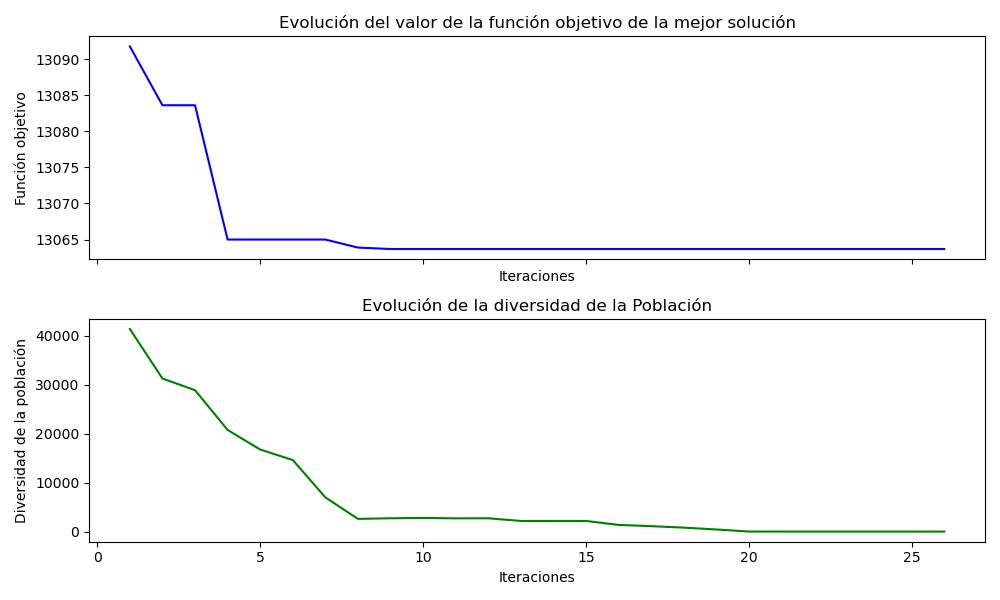 Evolución del valor de la función objetivo de la mejor solución
Función objetivo
13090
13085
13080
13075
13070
13065
Iteraciones
Evolución de la diversidad de la Población
Diversidad de la población
40000
30000
20000
10000
0
0 5 10 15 20 25
Iteraciones